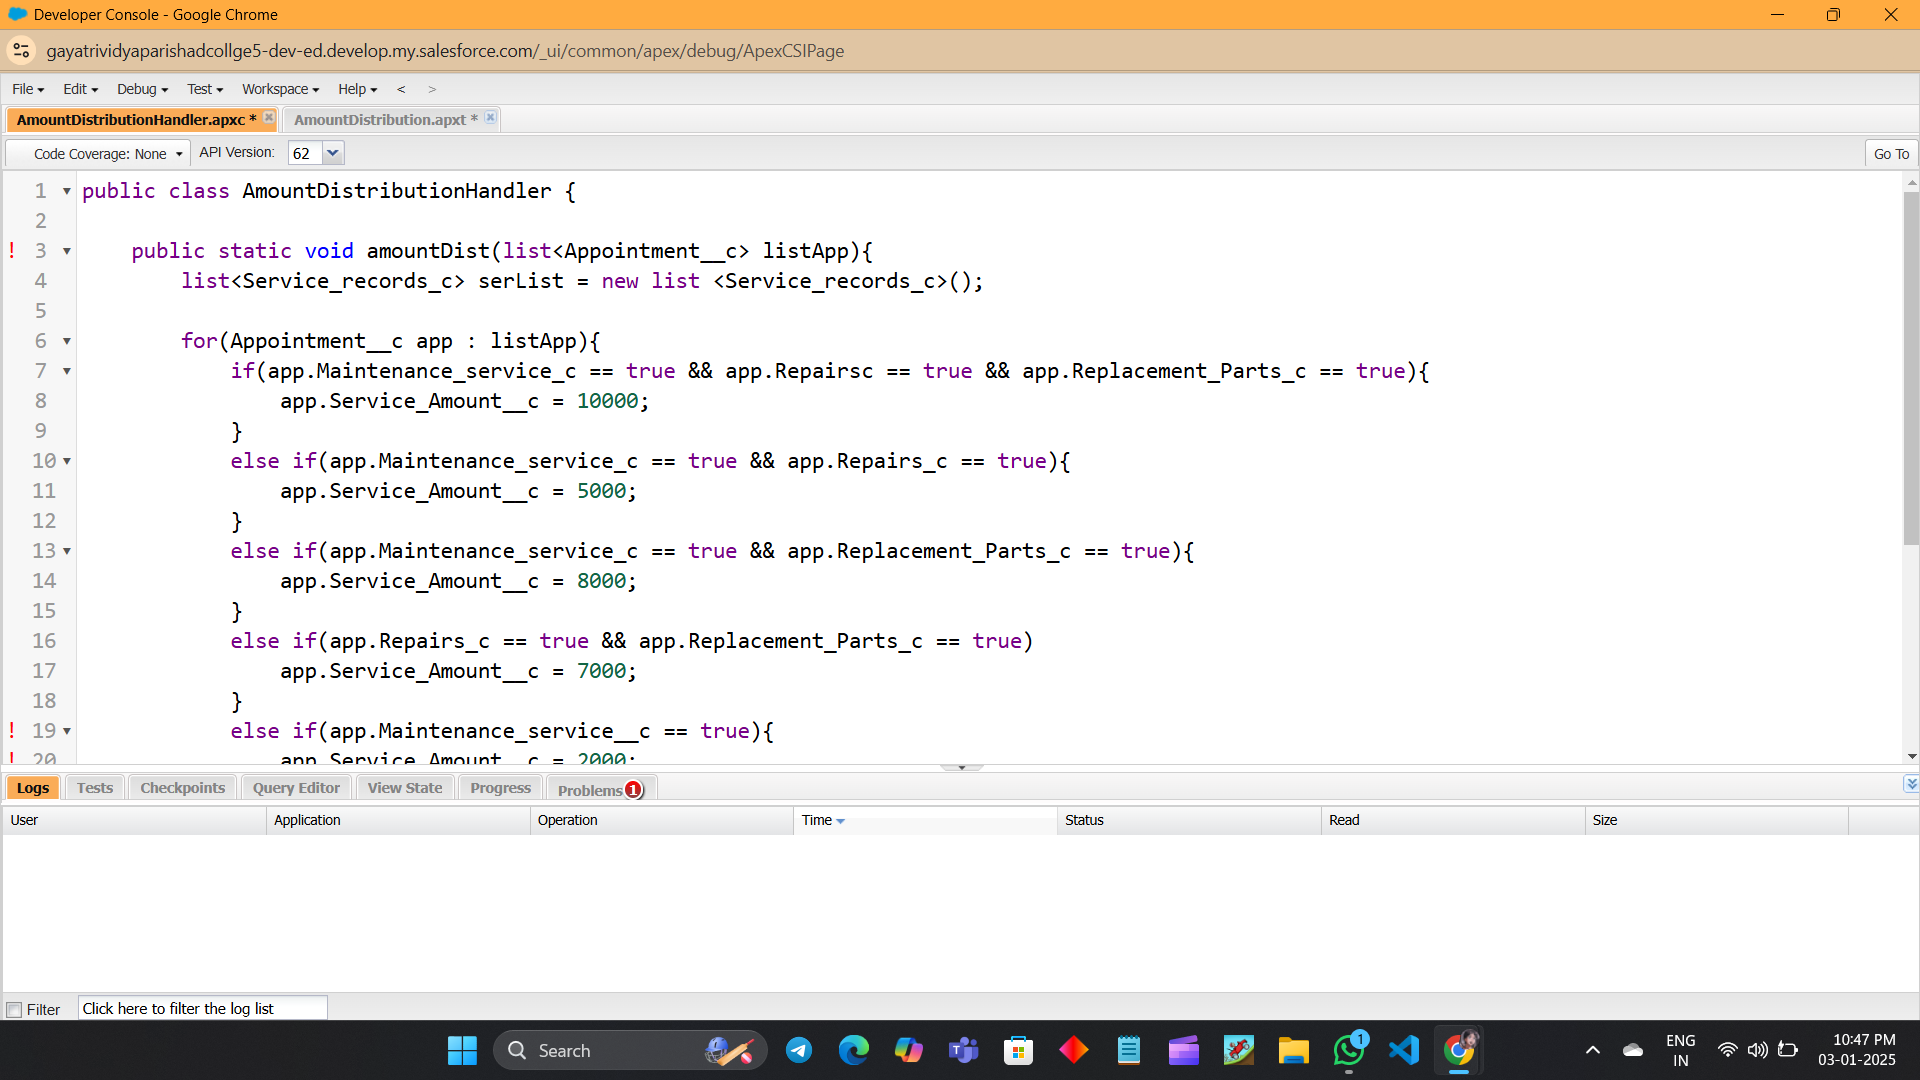 Developer Console - Google Chrome
gayatrividyaparishadcollge5-dev-ed.develop.my.salesforce.com/_ui/common/apex/debug/ApexCSIPage
File Edit Debug Test Workspace Help < >
AmountDistributionHandler.apxc * AmountDistribution.apxt *
Code Coverage: None API Version: 62 Go To
1 public class AmountDistributionHandler {
2
! 3 public static void amountDist(list<Appointment__c> listApp){
4 list<Service_records_c> serList = new list <Service_records_c>();
5
6 for(Appointment__c app : listApp){
7 if(app.Maintenance_service_c == true && app.Repairsc == true && app.Replacement_Parts_c == true){
8 app.Service_Amount__c = 10000;
9 }
10 else if(app.Maintenance_service_c == true && app.Repairs_c == true){
11 app.Service_Amount__c = 5000;
12 }
13 else if(app.Maintenance_service_c == true && app.Replacement_Parts_c == true){
14 app.Service_Amount__c = 8000;
15 }
16 else if(app.Repairs_c == true && app.Replacement_Parts_c == true)
17 app.Service_Amount__c = 7000;
18 }
! 19 else if(app.Maintenance_service__c == true){
! 20 app.Service_Amount__c = 2000;
Logs Tests Checkpoints Query Editor View State Progress Problems 1
User Application Operation Time Status Read Size
Filter Click here to filter the log list
Search 1 ENG 10:47 PM
IN 03-01-2025